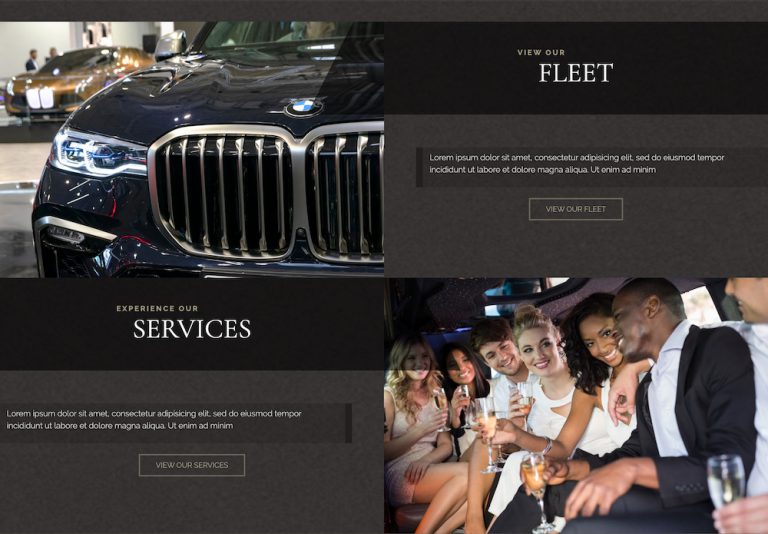 VIEW OUR
FLEET
Lorem ipsum dolor sit amet, consectetur adipisicing elit, sed do eiusmod tempor
incididunt ut labore et dolore magna aliqua. Ut enim ad minim
VIEW OUR FLEET
EXPERIENCE OUR
SERVICES
Lorem ipsum dolor sit amet, consectetur adipisicing elit, sed do eiusmod tempor
incididunt ut labore et dolore magna aliqua. Ut enim ad minim
VIEW OUR SERVICES